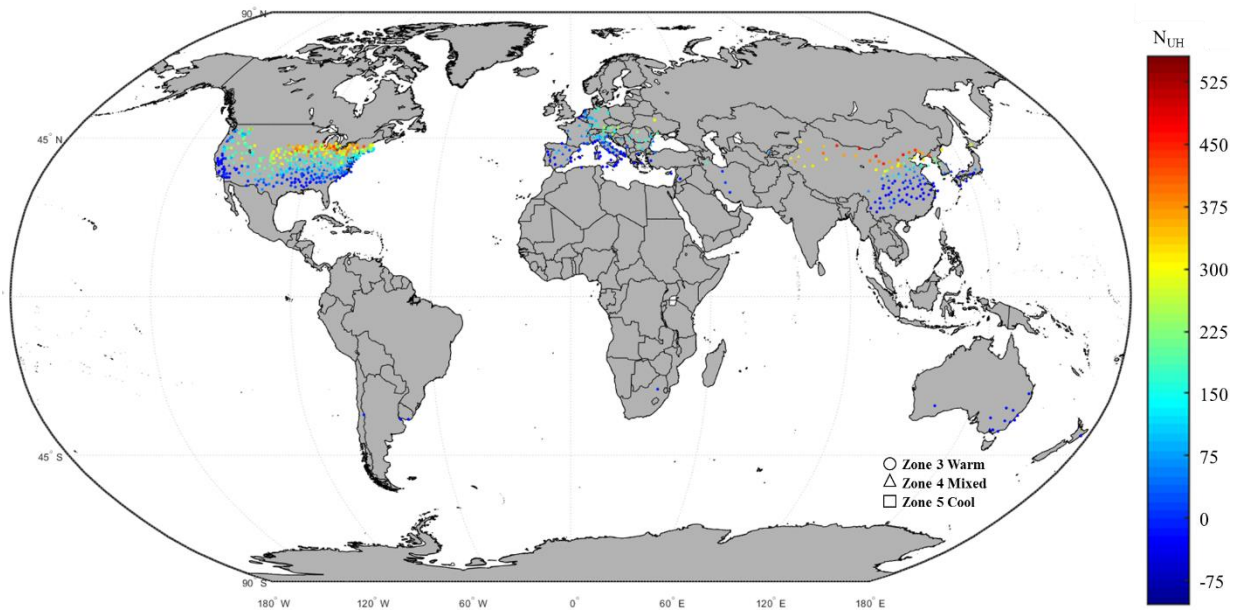 90° N
N_UH
525
450
45° N
375
300
225
150
75
45° S
Zone 3 Warm
Zone 4 Mixed
Zone 5 Cool
0
-75
90° S
180° W
120° W
60° W
0°
60° E
120° E
180° E